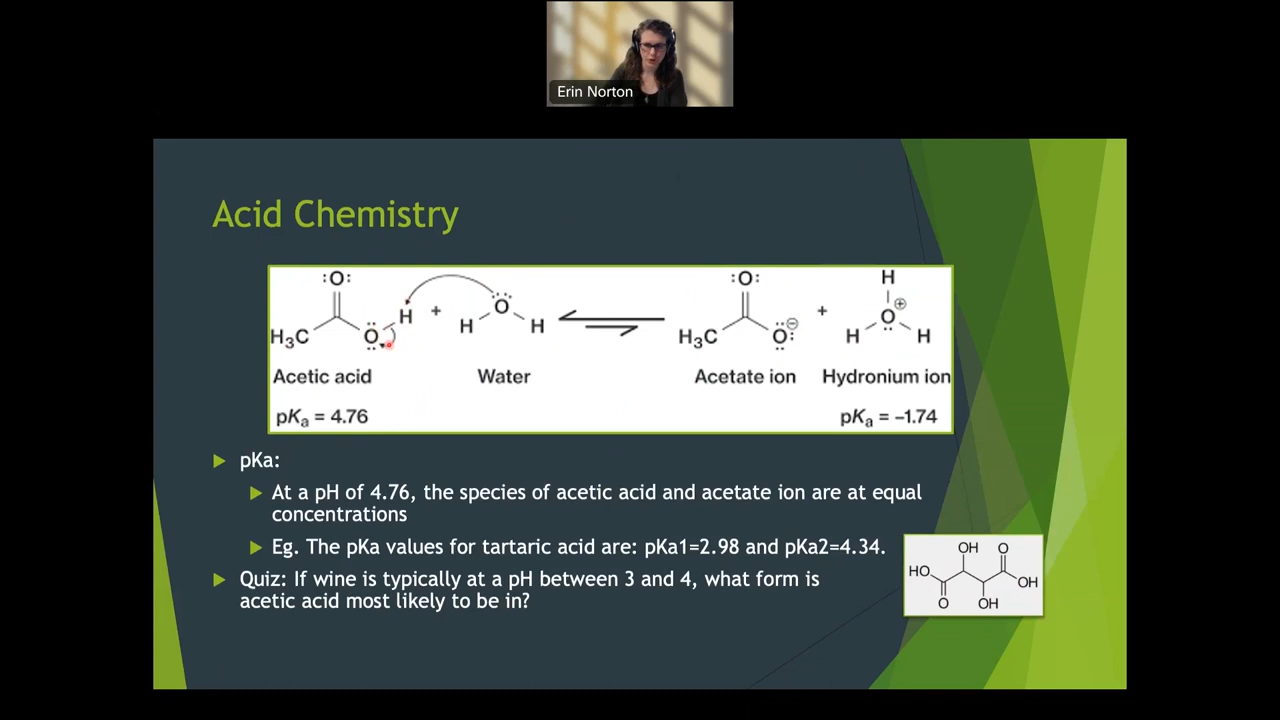 Erin Norton
Acid Chemistry
:O: :O: H
H + O O ⊕
H₃C O H H H₃C O: ⊖ + H H
Acetic acid Water Acetate ion Hydronium ion
pKa = 4.76 pKa = –1.74
pKa:
At a pH of 4.76, the species of acetic acid and acetate ion are at equal
concentrations
Eg. The pKa values for tartaric acid are: pKa1=2.98 and pKa2=4.34.
Quiz: If wine is typically at a pH between 3 and 4, what form is
acetic acid most likely to be in?
OH O
HO OH
O OH